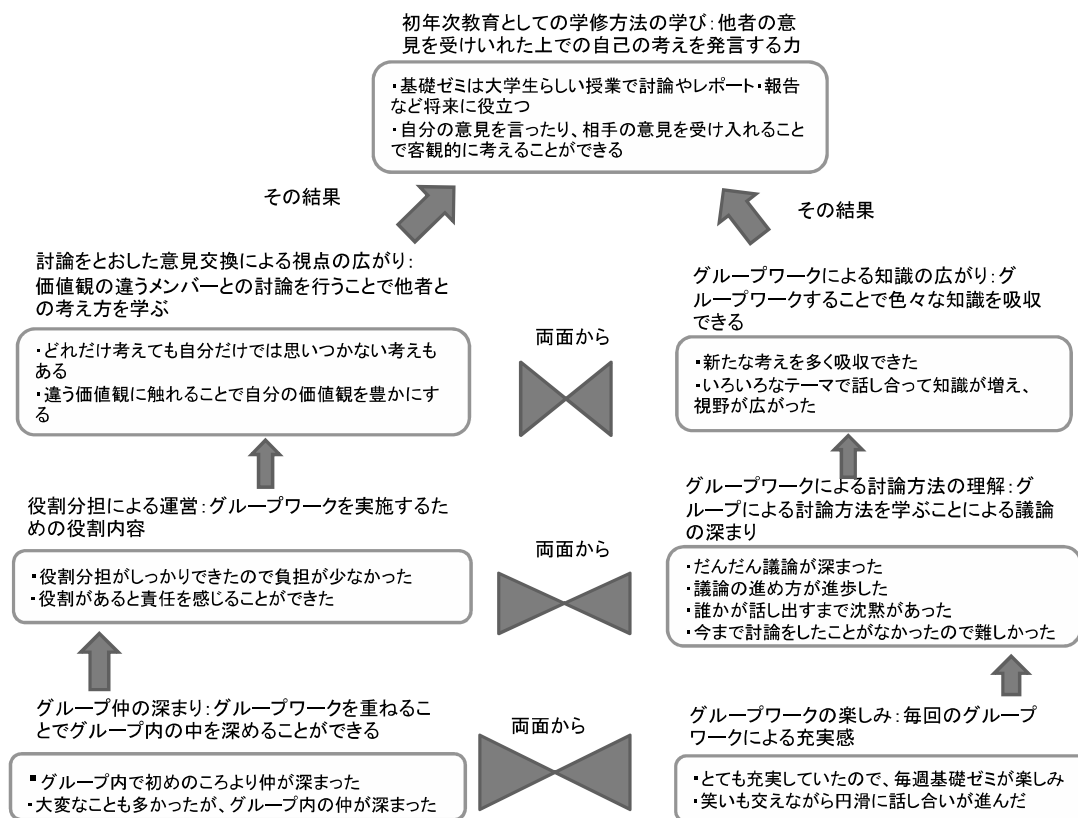 初年次教育としての学修方法の学び：他者の意
見を受けいれた上での自己の考えを発言する力
・基礎ゼミは大学生らしい授業で討論やレポート・報告
など将来に役立つ
・自分の意見を言ったり、相手の意見を受け入れること
で客観的に考えることができる
その結果
その結果
討論をとおした意見交換による視点の広がり：
価値観の違うメンバーとの討論を行うことで他者と
の考え方を学ぶ
・どれだけ考えても自分だけでは思いつかない考えも
ある
・違う価値観に触れることで自分の価値観を豊かにす
る
両面から
グループワークによる知識の広がり：グ
ループワークすることで色々な知識を吸収
できる
・新たな考えを多く吸収できた
・いろいろなテーマで話し合って知識が増え、
視野が広がった
役割分担による運営：グループワークを実施するた
めの役割内容
・役割分担がしっかりできたので負担が少なかった
・役割があると責任を感じることができた
両面から
グループワークによる討論方法の理解：グ
ループによる討論方法を学ぶことによる議論
の深まり
・だんだん議論が深まった
・議論の進め方が進歩した
・誰かが話し出すまで沈黙があった
・今まで討論をしたことがなかったので難しかった
グループ仲の深まり：グループワークを重ねるこ
とでグループ内の中を深めることができる
・グループ内で初めのころより仲が深まった
・大変なことも多かったが、グループ内の仲が深まった
両面から
グループワークの楽しみ：毎回のグループ
ワークによる充実感
・とても充実していたので、毎週基礎ゼミが楽しみ
・笑いも交えながら円滑に話し合いが進んだ